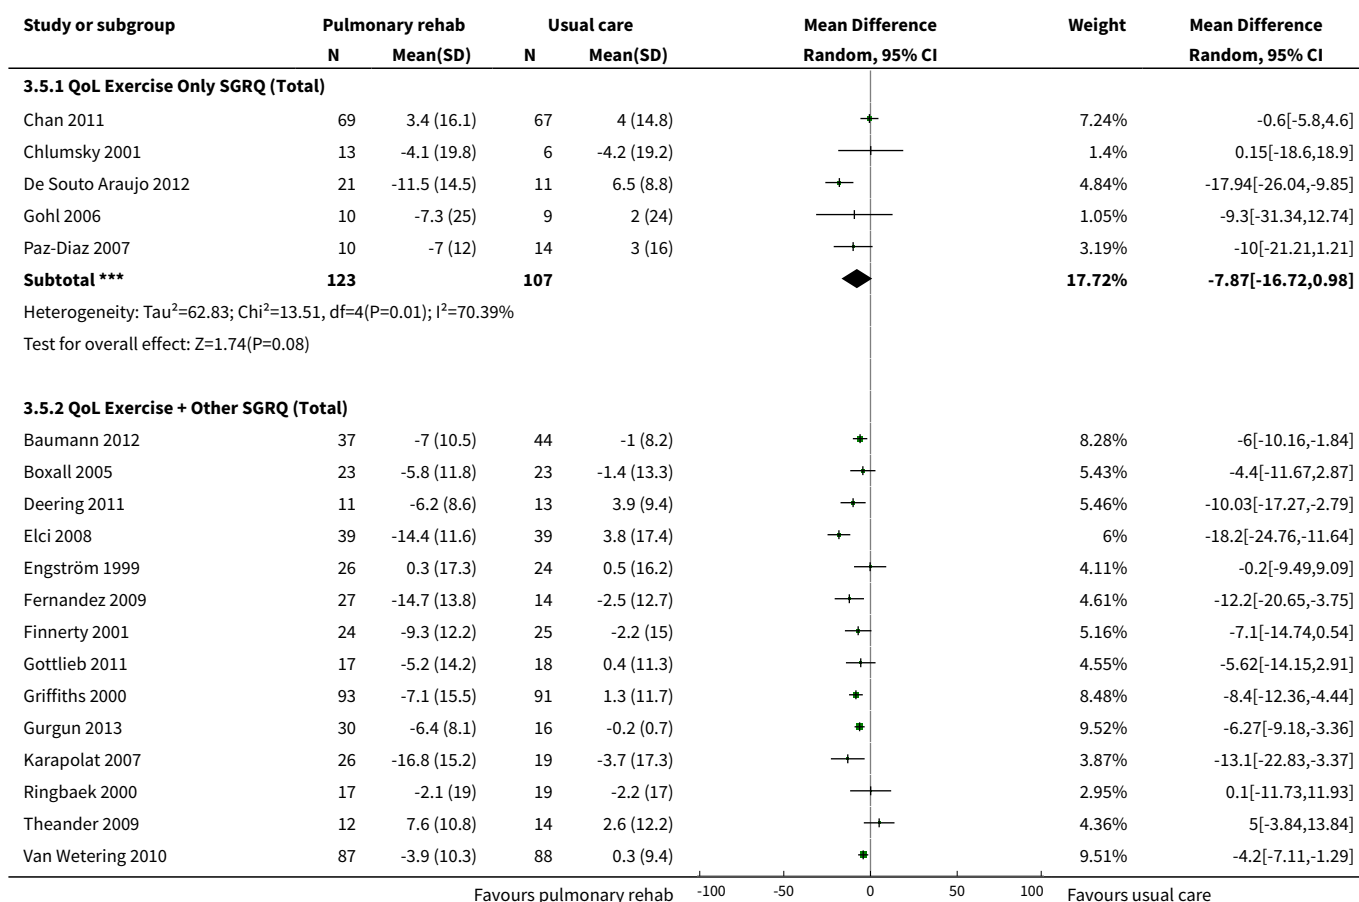 Study or subgroup Pulmonary rehab Usual care Mean Difference Weight Mean Difference
N Mean(SD) N Mean(SD) Random, 95% CI Random, 95% CI
3.5.1 QoL Exercise Only SGRQ (Total)
Chan 2011 69 3.4 (16.1) 67 4 (14.8) 7.24% -0.6[-5.8,4.6]
Chlumsky 2001 13 -4.1 (19.8) 6 -4.2 (19.2) 1.4% 0.15[-18.6,18.9]
De Souto Araujo 2012 21 -11.5 (14.5) 11 6.5 (8.8) 4.84% -17.94[-26.04,-9.85]
Gohl 2006 10 -7.3 (25) 9 2 (24) 1.05% -9.3[-31.34,12.74]
Paz-Diaz 2007 10 -7 (12) 14 3 (16) 3.19% -10[-21.21,1.21]
Subtotal *** 123 107 17.72% -7.87[-16.72,0.98]
Heterogeneity: Tau²=62.83; Chi²=13.51, df=4(P=0.01); I²=70.39%
Test for overall effect: Z=1.74(P=0.08)
3.5.2 QoL Exercise + Other SGRQ (Total)
Baumann 2012 37 -7 (10.5) 44 -1 (8.2) 8.28% -6[-10.16,-1.84]
Boxall 2005 23 -5.8 (11.8) 23 -1.4 (13.3) 5.43% -4.4[-11.67,2.87]
Deering 2011 11 -6.2 (8.6) 13 3.9 (9.4) 5.46% -10.03[-17.27,-2.79]
Elci 2008 39 -14.4 (11.6) 39 3.8 (17.4) 6% -18.2[-24.76,-11.64]
Engström 1999 26 0.3 (17.3) 24 0.5 (16.2) 4.11% -0.2[-9.49,9.09]
Fernandez 2009 27 -14.7 (13.8) 14 -2.5 (12.7) 4.61% -12.2[-20.65,-3.75]
Finnerty 2001 24 -9.3 (12.2) 25 -2.2 (15) 5.16% -7.1[-14.74,0.54]
Gottlieb 2011 17 -5.2 (14.2) 18 0.4 (11.3) 4.55% -5.62[-14.15,2.91]
Griffiths 2000 93 -7.1 (15.5) 91 1.3 (11.7) 8.48% -8.4[-12.36,-4.44]
Gurgun 2013 30 -6.4 (8.1) 16 -0.2 (0.7) 9.52% -6.27[-9.18,-3.36]
Karapolat 2007 26 -16.8 (15.2) 19 -3.7 (17.3) 3.87% -13.1[-22.83,-3.37]
Ringbaek 2000 17 -2.1 (19) 19 -2.2 (17) 2.95% 0.1[-11.73,11.93]
Theander 2009 12 7.6 (10.8) 14 2.6 (12.2) 4.36% 5[-3.84,13.84]
Van Wetering 2010 87 -3.9 (10.3) 88 0.3 (9.4) 9.51% -4.2[-7.11,-1.29]
Favours pulmonary rehab -100 -50 0 50 100 Favours usual care